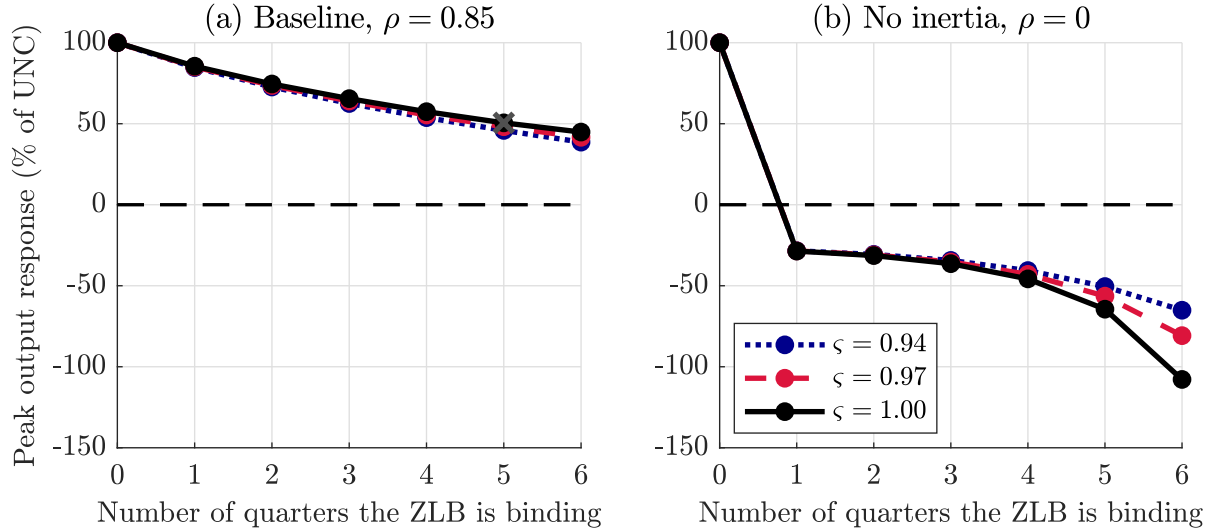 (a) Baseline, ρ = 0.85
(b) No inertia, ρ = 0
Peak output response (% of UNC)
100
50
0
-50
-100
-150
0 1 2 3 4 5 6
Number of quarters the ZLB is binding
100
50
0
-50
-100
-150
ς = 0.94
ς = 0.97
ς = 1.00
0 1 2 3 4 5 6
Number of quarters the ZLB is binding